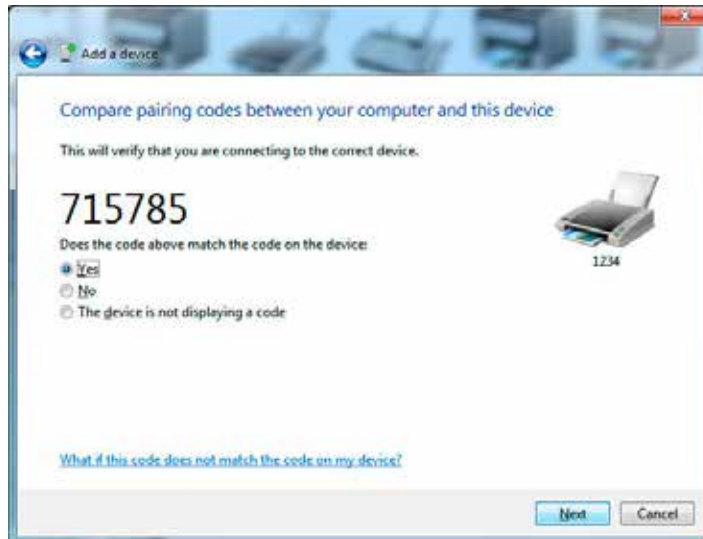 Add a device
Compare pairing codes between your computer and this device
This will verify that you are connecting to the correct device.
715785
Does the code above match the code on the device:
1234
Yes
No
The device is not displaying a code
What if this code does not match the code on my device?
Next Cancel